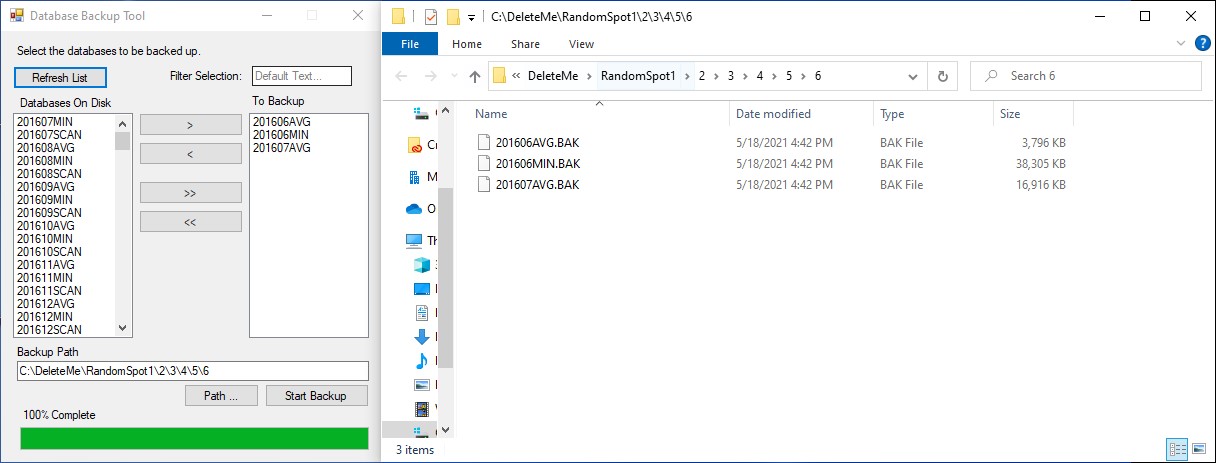 Database Backup Tool
Select the databases to be backed up.
Refresh List
Filter Selection:
Default Text...
Databases On Disk
To Backup
201607MIN
201607SCAN
201608AVG
201608MIN
201608SCAN
201609AVG
201609MIN
201609SCAN
201610AVG
201610MIN
201610SCAN
201611AVG
201611MIN
201611SCAN
201612AVG
201612MIN
201612SCAN
>
<
>>
<<
201606AVG
201606MIN
201607AVG
Backup Path
C:\DeleteMe\RandomSpot1\2\3\4\5\6
Path ...
Start Backup
100% Complete
C:\DeleteMe\RandomSpot1\2\3\4\5\6
File Home Share View
« DeleteMe > RandomSpot1 > 2 > 3 > 4 > 5 > 6
Search 6
Name Date modified Type Size
201606AVG.BAK 5/18/2021 4:42 PM BAK File 3,796 KB
201606MIN.BAK 5/18/2021 4:42 PM BAK File 38,305 KB
201607AVG.BAK 5/18/2021 4:42 PM BAK File 16,916 KB
3 items